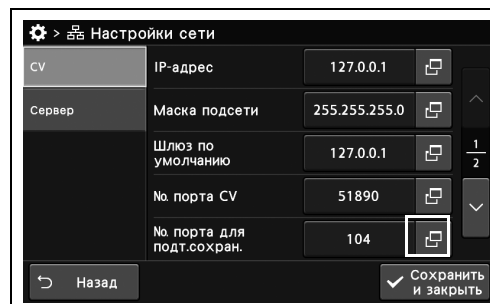 > Настройки сети
CV
Сервер
IP-адрес
127.0.0.1
Маска подсети
255.255.255.0
Шлюз по
умолчанию
127.0.0.1
№. порта CV
51890
№. порта для
подт.сохран.
104
1
2
Назад
Сохранить
и закрыть